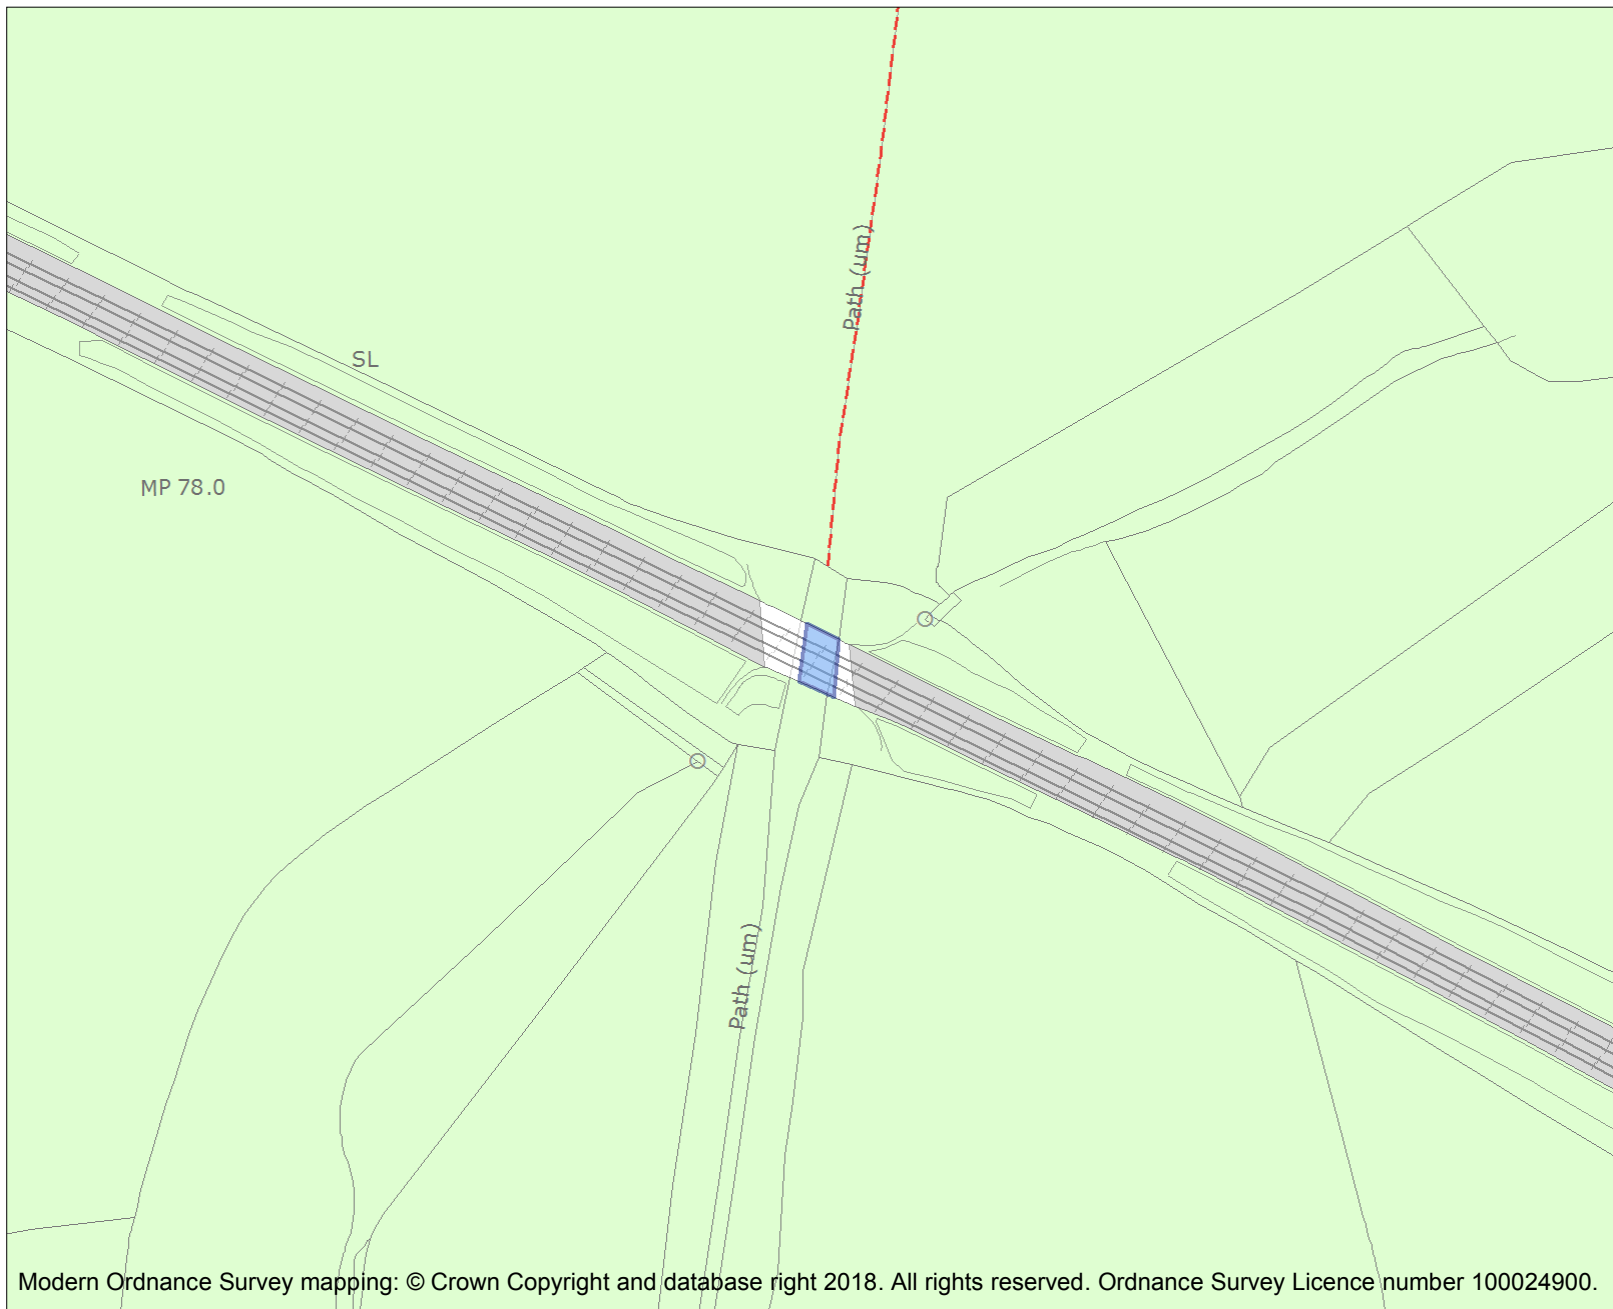 Path (um)
SL
MP 78.0
Path (um)
Modern Ordnance Survey mapping: © Crown Copyright and database right 2018. All rights reserved. Ordnance Survey Licence number 100024900.